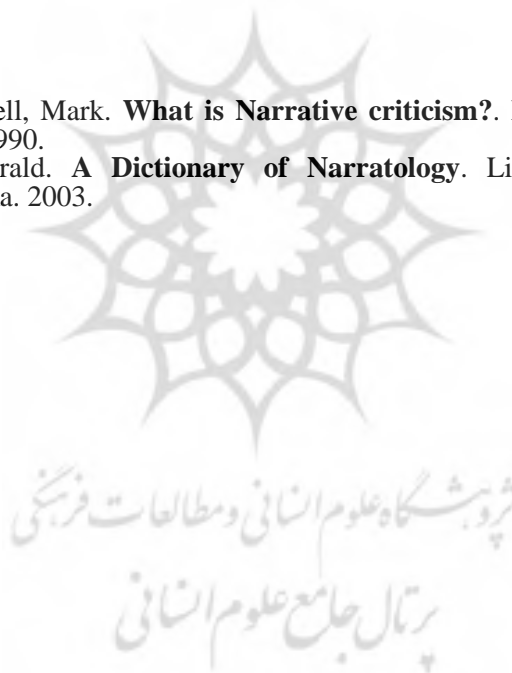 ell, Mark. What is Narrative criticism?.
990.
rald. A Dictionary of Narratology. Li
a. 2003.
پژوهشگاه علوم انسانی و مطالعات فرهنگی
پرتال جامع علوم انسانی